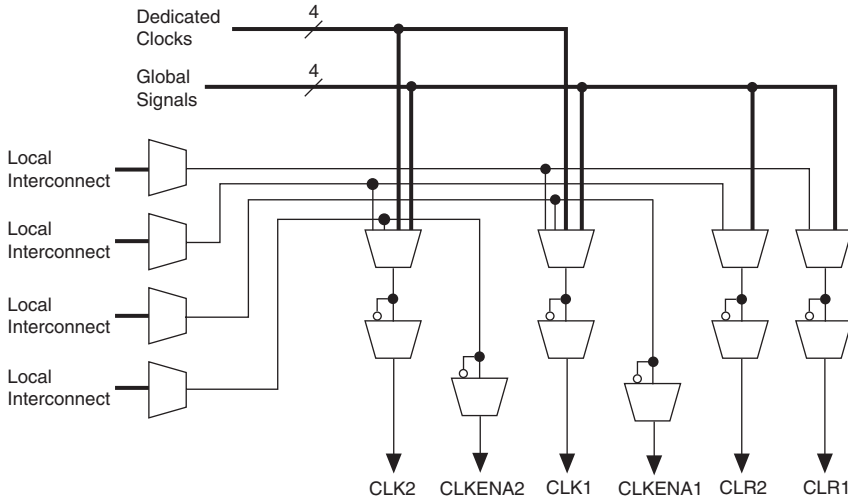 Dedicated
Clocks
4
Global
Signals
4
Local
Interconnect
Local
Interconnect
Local
Interconnect
Local
Interconnect
CLK2 CLKENA2 CLK1 CLKENA1 CLR2 CLR1